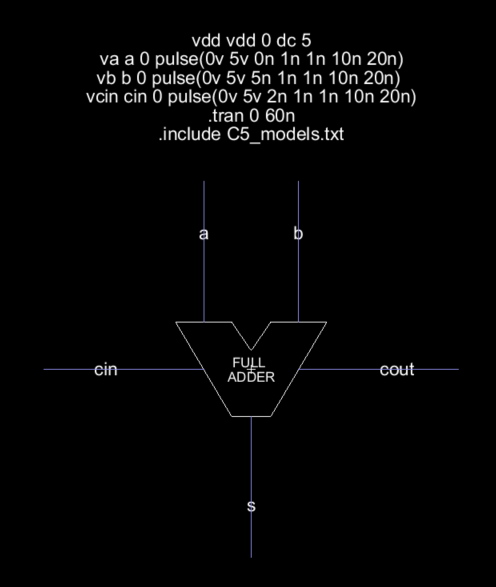 vdd vdd 0 dc 5
va a 0 pulse(0v 5v 0n 1n 1n 10n 20n)
vb b 0 pulse(0v 5v 5n 1n 1n 10n 20n)
vcin cin 0 pulse(0v 5v 2n 1n 1n 10n 20n)
.tran 0 60n
.include C5_models.txt
a b
FULL
ADDER
cin cout
s